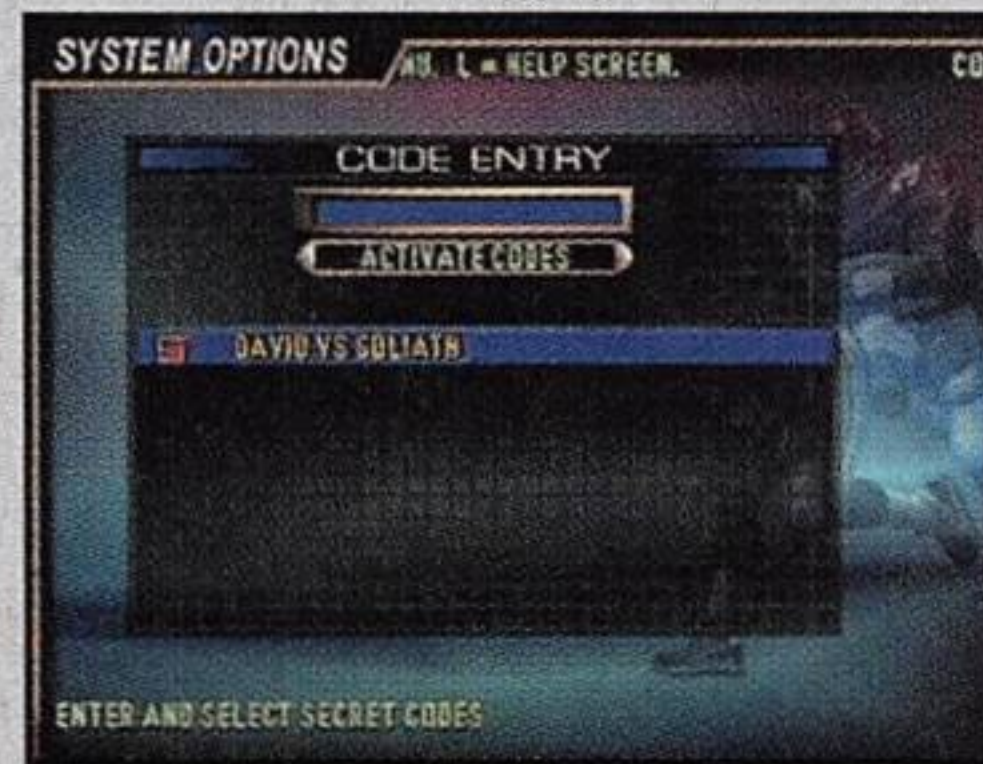 SYSTEM OPTIONS
L = HELP SCREEN.
CODE ENTRY
ACTIVATE CODES
DAVID VS GOLIATH
ENTER AND SELECT SECRET CODES